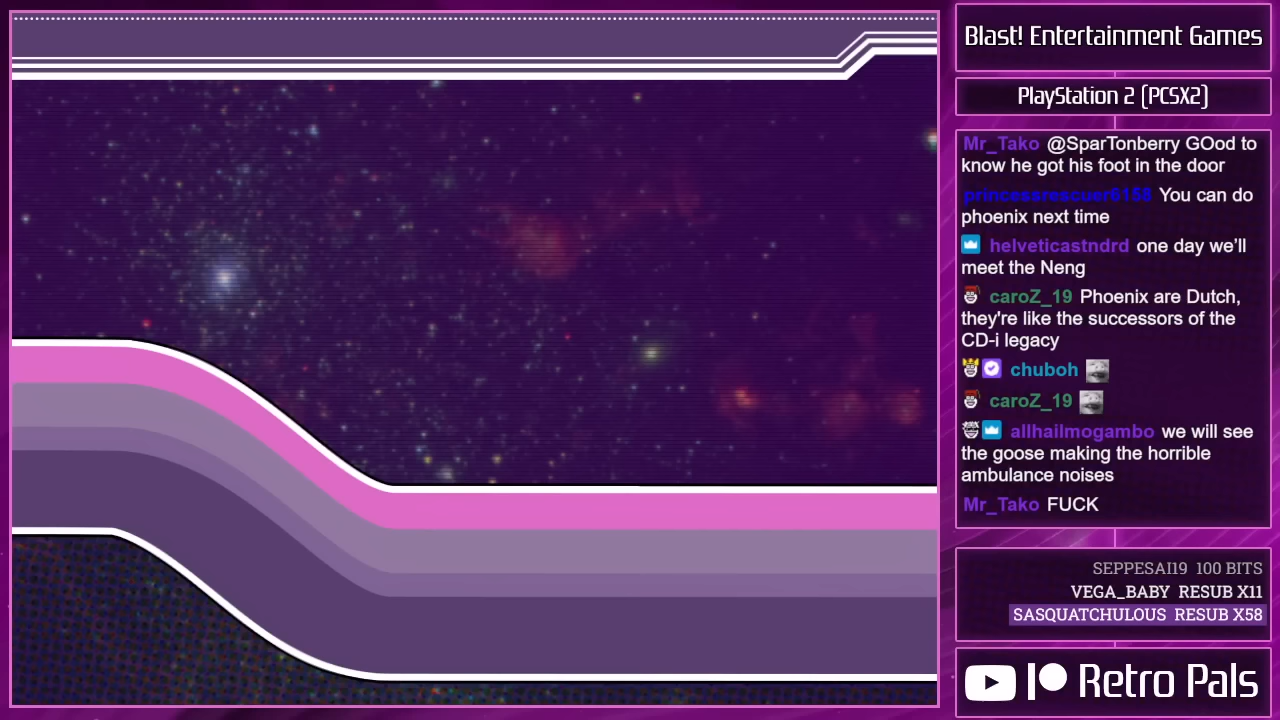 Blast! Entertainment Games
PlayStation 2 (PCSX2)
Mr_Tako @SparTonberry GOod to
know he got his foot in the door
princessrescuer6158 You can do
phoenix next time
helveticastndrd one day we'll
meet the Neng
caroZ_19 Phoenix are Dutch,
they're like the successors of the
CD-i legacy
chuboh
caroZ_19
allhailmogambo we will see
the goose making the horrible
ambulance noises
Mr_Tako FUCK
SEPPESAI19 100 BITS
VEGA_BABY RESUB X11
SASQUATCHULOUS RESUB X58
Retro Pals